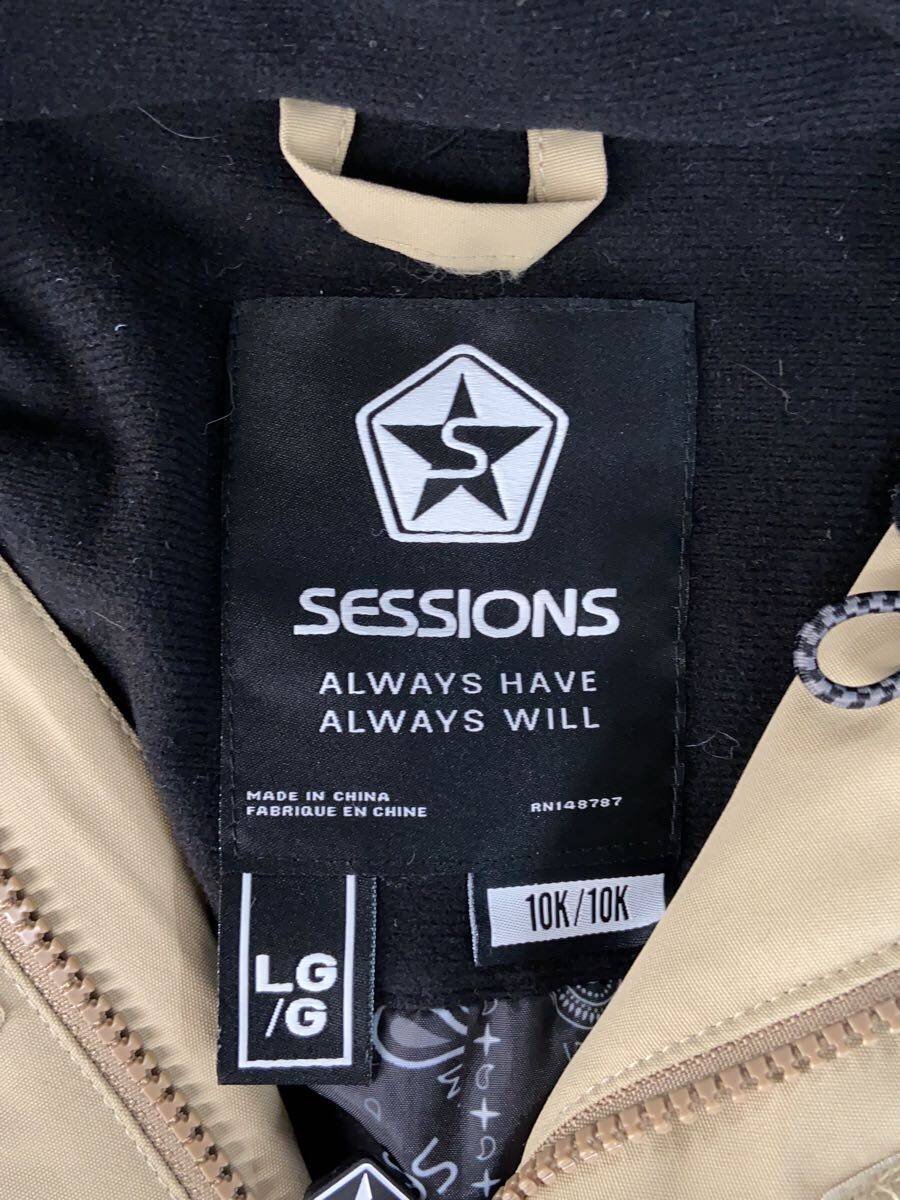 S
SESSIONS
ALWAYS HAVE
ALWAYS WILL
MADE IN CHINA
FABRIQUE EN CHINE
RN148787
10K/10K
LG
/G